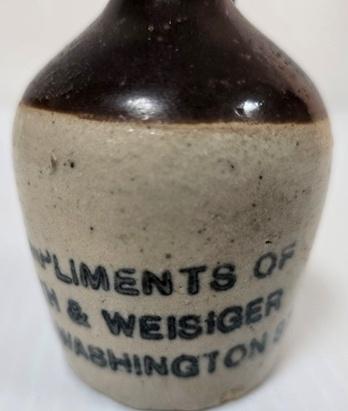 MPLIMENTS OF
H & WEISIGER
WASHINGTON S